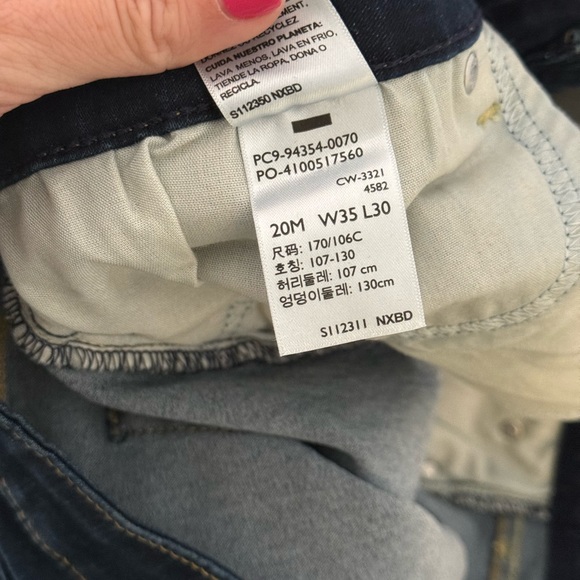 CUIDA NUESTRO PLANETA:
LAVA MENOS, LAVA EN FRIO,
TIENDE LA ROPA, DONA O
RECICLA.
S112350 NXBD
PC9-94354-0070
PO-4100517560
CW-3321
4582
20M W35 L30
尺码: 170/106C
호칭: 107-130
허리둘레: 107 cm
엉덩이둘레: 130cm
S112311 NXBD